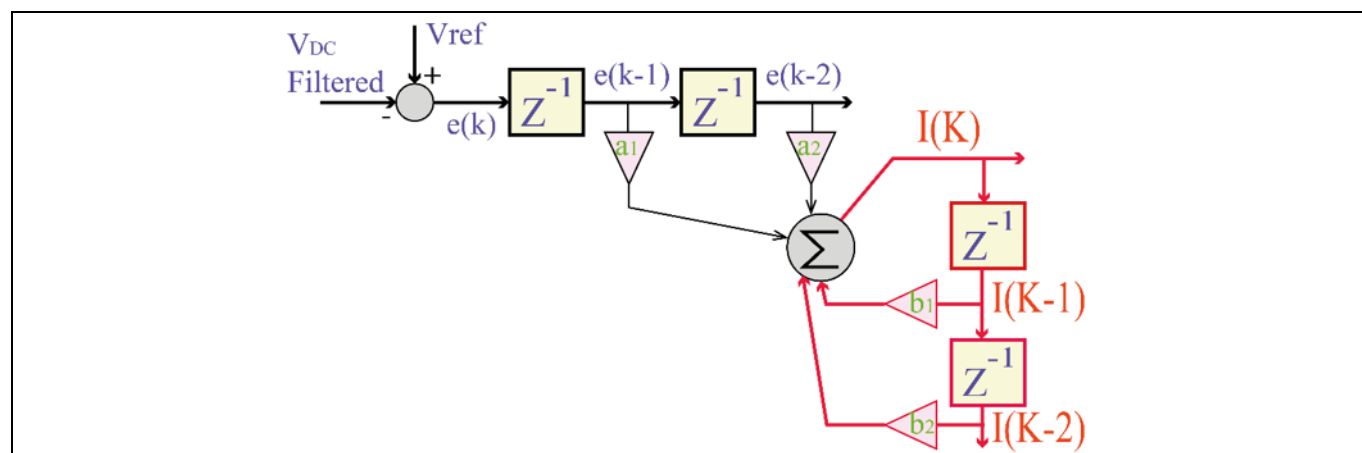 VDC
Filtered
Vref
+
-
e(k)
Z-1
e(k-1)
Z-1
e(k-2)
a1
a2
Σ
I(K)
Z-1
b1
I(K-1)
Z-1
b2
I(K-2)